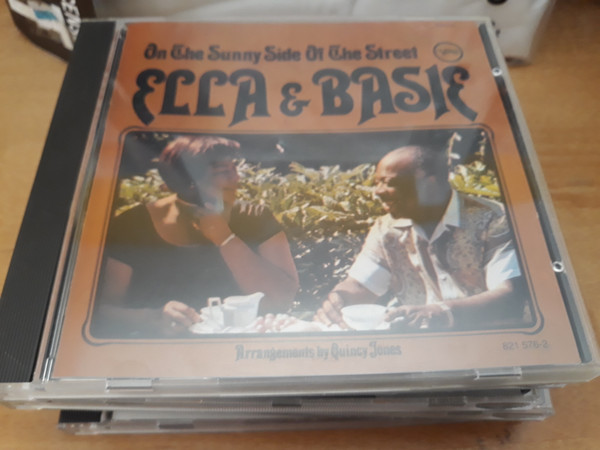 On The Sunny Side Of The Street
ELLA & BASIE
Arrangements by Quincy Jones
821 576-2